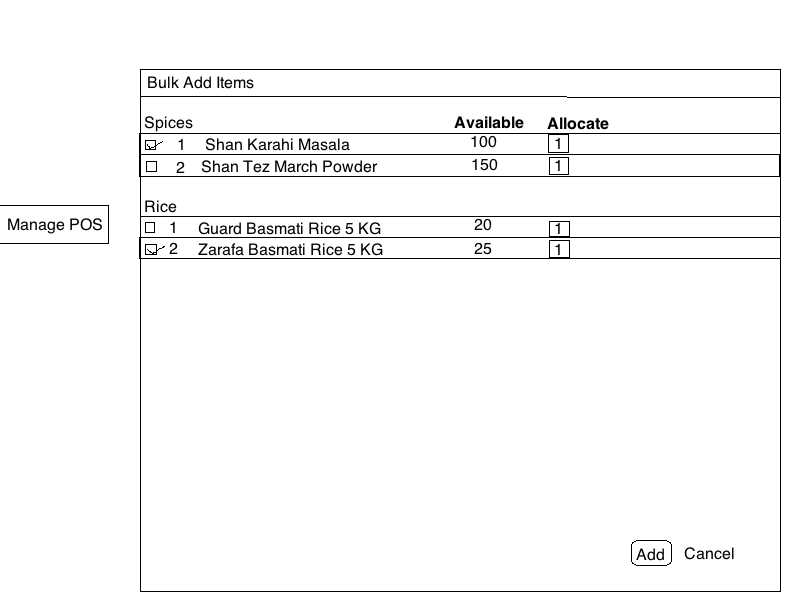 Bulk Add Items
Spices Available Allocate
1 Shan Karahi Masala 100 1
2 Shan Tez March Powder 150 1
Rice
Manage POS
1 Guard Basmati Rice 5 KG 20 1
2 Zarafa Basmati Rice 5 KG 25 1
Add Cancel